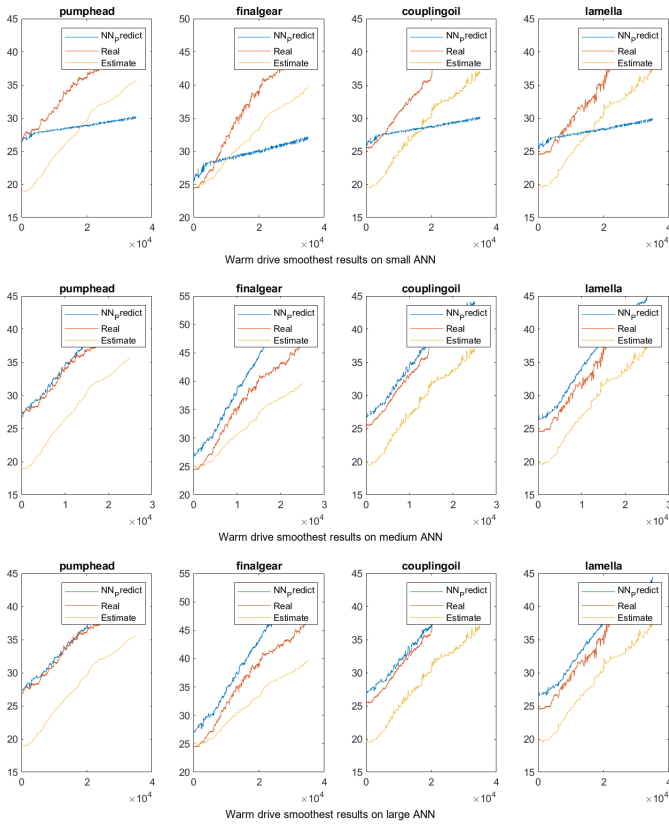 pumphead finalgear couplingoil lamella
45 50 45 45
NN_Predict NN_Predict NN_Predict NN_Predict
40 45 40 40
Real Real Real Real
Estimate Estimate Estimate Estimate
35 40 35 35
35
30 30 30
30
25 25 25
25
20 20 20 20
15 15 15 15
0 2 4 0 2 4 0 2 4 0 2 4
×10^4 ×10^4 ×10^4 ×10^4
Warm drive smoothest results on small ANN
pumphead finalgear couplingoil lamella
45 55 45 45
NN_Predict NN_Predict NN_Predict NN_Predict
40 50 40 40
Real Real Real Real
45
Estimate Estimate Estimate Estimate
35 40 35 35
30 35 30 30
25 30 25 25
25
20 20 20
15 20 15 15
0 1 2 3 0 1 2 3 0 2 4 0 1 2 3
×10^4 ×10^4 ×10^4 ×10^4
Warm drive smoothest results on medium ANN
pumphead finalgear couplingoil lamella
45 55 45 45
NN_Predict NN_Predict NN_Predict NN_Predict
40 50 40 40
Real Real Real Real
45
Estimate Estimate Estimate Estimate
35 40 35 35
30 35 30 30
25 30 25 25
25
20 20 20
15 20 15 15
0 2 4 0 2 4 0 2 4 0 2 4
×10^4 ×10^4 ×10^4 ×10^4
Warm drive smoothest results on large ANN